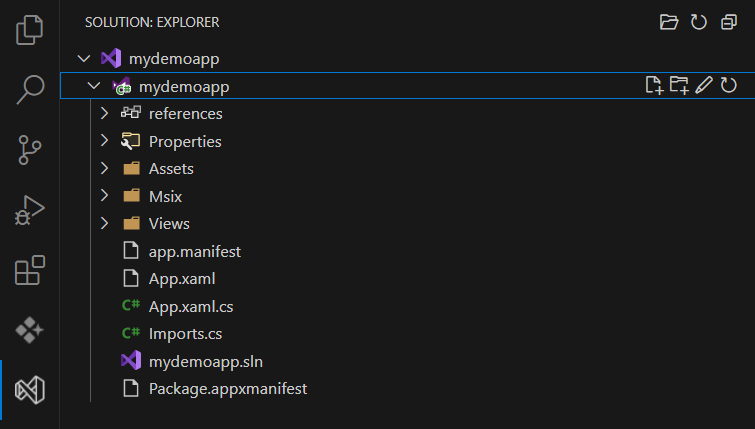 SOLUTION: EXPLORER
mydemoapp
mydemoapp
references
Properties
Assets
Msix
Views
app.manifest
App.xaml
C# App.xaml.cs
C# Imports.cs
mydemoapp.sln
Package.appxmanifest